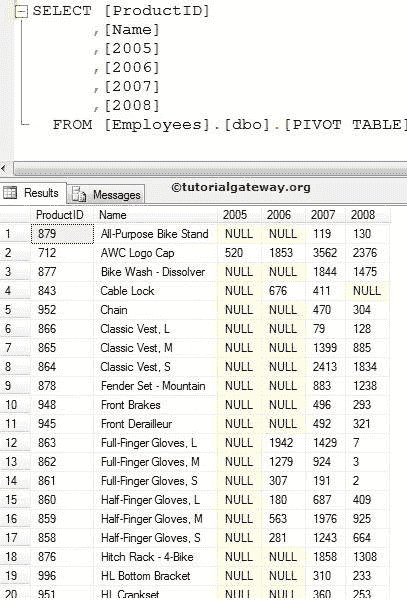 SELECT [ProductID]
,[Name]
,[2005]
,[2006]
,[2007]
,[2008]
FROM [Employees].[dbo].[PIVOT TABLE]
Results Messages ©tutorialgateway.org
ProductID Name 2005 2006 2007 2008
1 879 All-Purpose Bike Stand NULL NULL 119 130
2 712 AWC Logo Cap 520 1853 3562 2376
3 877 Bike Wash - Dissolver NULL NULL 1844 1475
4 843 Cable Lock NULL 676 411 NULL
5 952 Chain NULL NULL 470 304
6 866 Classic Vest, L NULL NULL 79 128
7 865 Classic Vest, M NULL NULL 1399 885
8 864 Classic Vest, S NULL NULL 2413 1834
9 878 Fender Set - Mountain NULL NULL 883 1238
10 948 Front Brakes NULL NULL 496 293
11 945 Front Derailleur NULL NULL 492 321
12 863 Full-Finger Gloves, L NULL 1942 1429 7
13 862 Full-Finger Gloves, M NULL 1279 924 3
14 861 Full-Finger Gloves, S NULL 307 191 2
15 860 Half-Finger Gloves, L NULL 180 687 409
16 859 Half-Finger Gloves, M NULL 563 1976 925
17 858 Half-Finger Gloves, S NULL 281 1243 664
18 876 Hitch Rack - 4-Bike NULL NULL 1858 1308
19 996 HL Bottom Bracket NULL NULL 310 233
20 951 HL Crankset NULL NULL 360 253